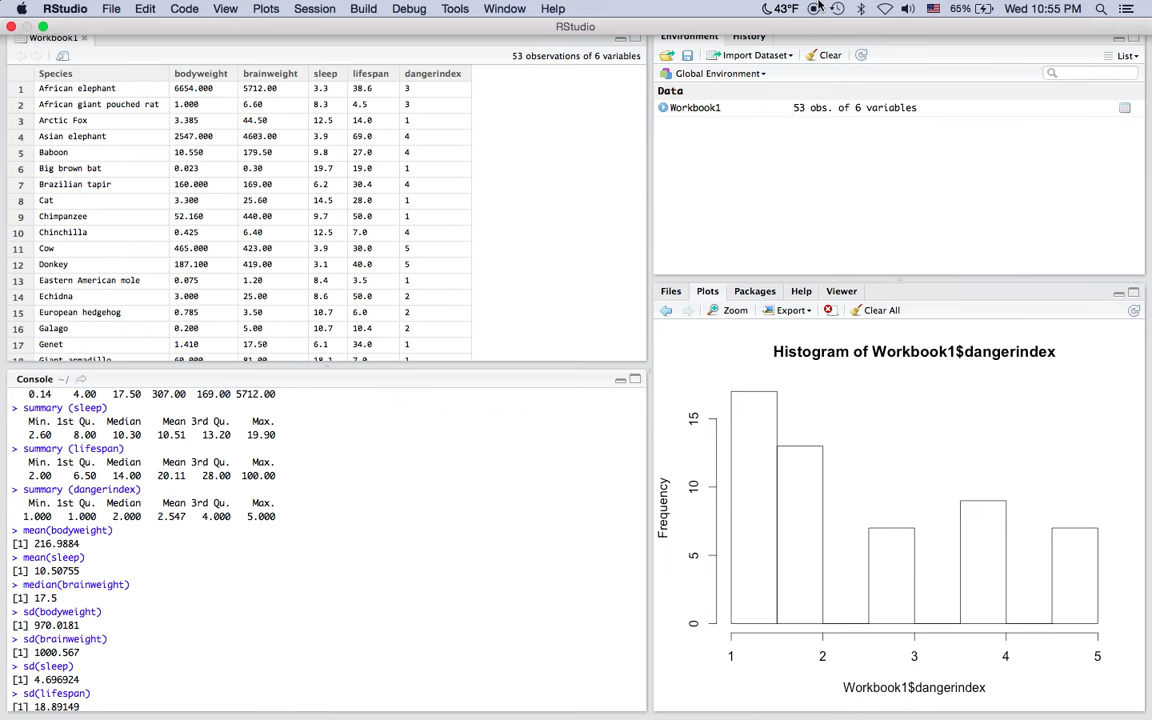 RStudio File Edit Code View Plots Session Build Debug Tools Window Help 43°F 65% Wed 10:55 PM
RStudio
Workbook1
53 observations of 6 variables
Species bodyweight brainweight sleep lifespan dangerindex
1 African elephant 6654.000 5712.00 3.3 38.6 3
2 African giant pouched rat 1.000 6.60 8.3 4.5 3
3 Arctic Fox 3.385 44.50 12.5 14.0 1
4 Asian elephant 2547.000 4603.00 3.9 69.0 4
5 Baboon 10.550 179.50 9.8 27.0 4
6 Big brown bat 0.023 0.30 19.7 19.0 1
7 Brazilian tapir 160.000 169.00 6.2 30.4 4
8 Cat 3.300 25.60 14.5 28.0 1
9 Chimpanzee 52.160 440.00 9.7 50.0 1
10 Chinchilla 0.425 6.40 12.5 7.0 4
11 Cow 465.000 423.00 3.9 30.0 5
12 Donkey 187.100 419.00 3.1 40.0 5
13 Eastern American mole 0.075 1.20 8.4 3.5 1
14 Echidna 3.000 25.00 8.6 50.0 2
15 European hedgehog 0.785 3.50 10.7 6.0 2
16 Galago 0.200 5.00 10.7 10.4 2
17 Genet 1.410 17.50 6.1 34.0 1
18 Giant armadillo 60.000 81.00 18.1 7.0 1
Console ~/
0.14 4.00 17.50 307.00 169.00 5712.00
> summary (sleep)
Min. 1st Qu. Median Mean 3rd Qu. Max.
2.60 8.00 10.30 10.51 13.20 19.90
> summary (lifespan)
Min. 1st Qu. Median Mean 3rd Qu. Max.
2.00 6.50 14.00 20.11 28.00 100.00
> summary (dangerindex)
Min. 1st Qu. Median Mean 3rd Qu. Max.
1.000 1.000 2.000 2.547 4.000 5.000
> mean(bodyweight)
[1] 216.9884
> mean(sleep)
[1] 10.50755
> median(brainweight)
[1] 17.5
> sd(bodyweight)
[1] 970.0181
> sd(brainweight)
[1] 1000.567
> sd(sleep)
[1] 4.696924
> sd(lifespan)
[1] 18.89149
Environment History
Import Dataset Clear List
Global Environment
Data
Workbook1 53 obs. of 6 variables
Files Plots Packages Help Viewer
Zoom Export Clear All
Histogram of Workbook1$dangerindex
Frequency
15
10
5
0
1 2 3 4 5
Workbook1$dangerindex